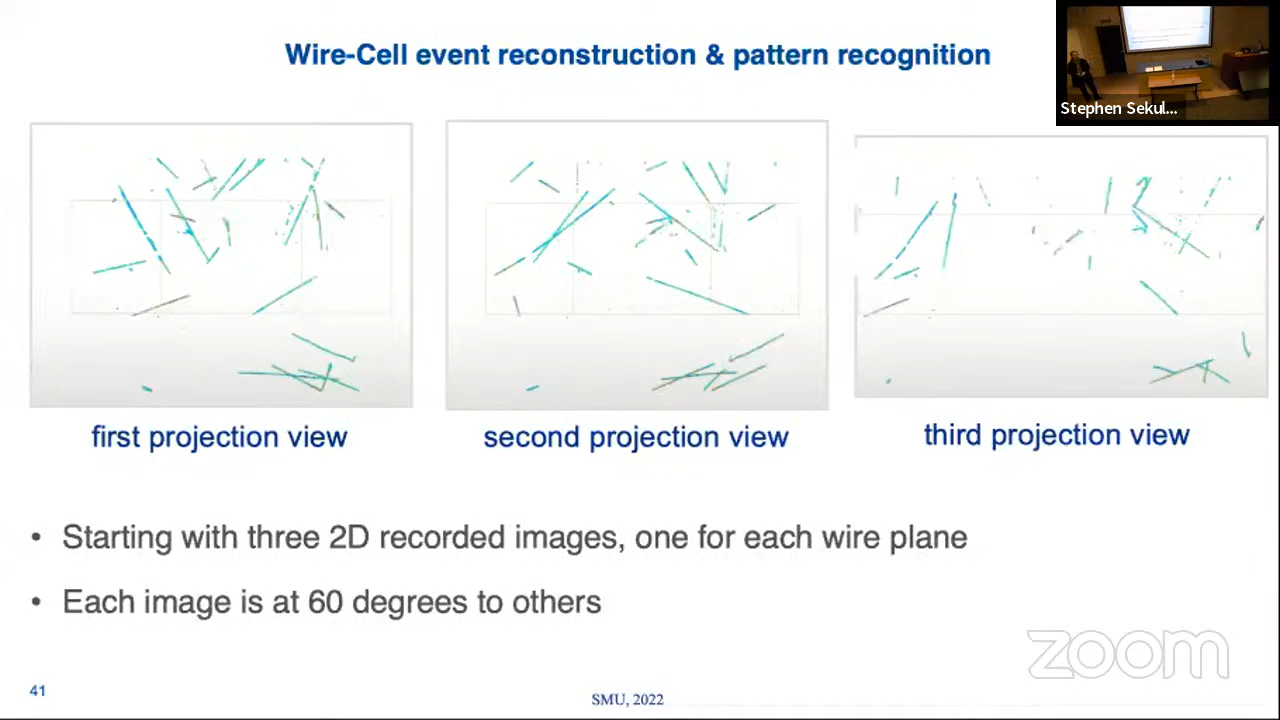 Wire-Cell event reconstruction & pattern recognition
Stephen Sekul...
first projection view
second projection view
third projection view
• Starting with three 2D recorded images, one for each wire plane
• Each image is at 60 degrees to others
zoom
41
SMU, 2022